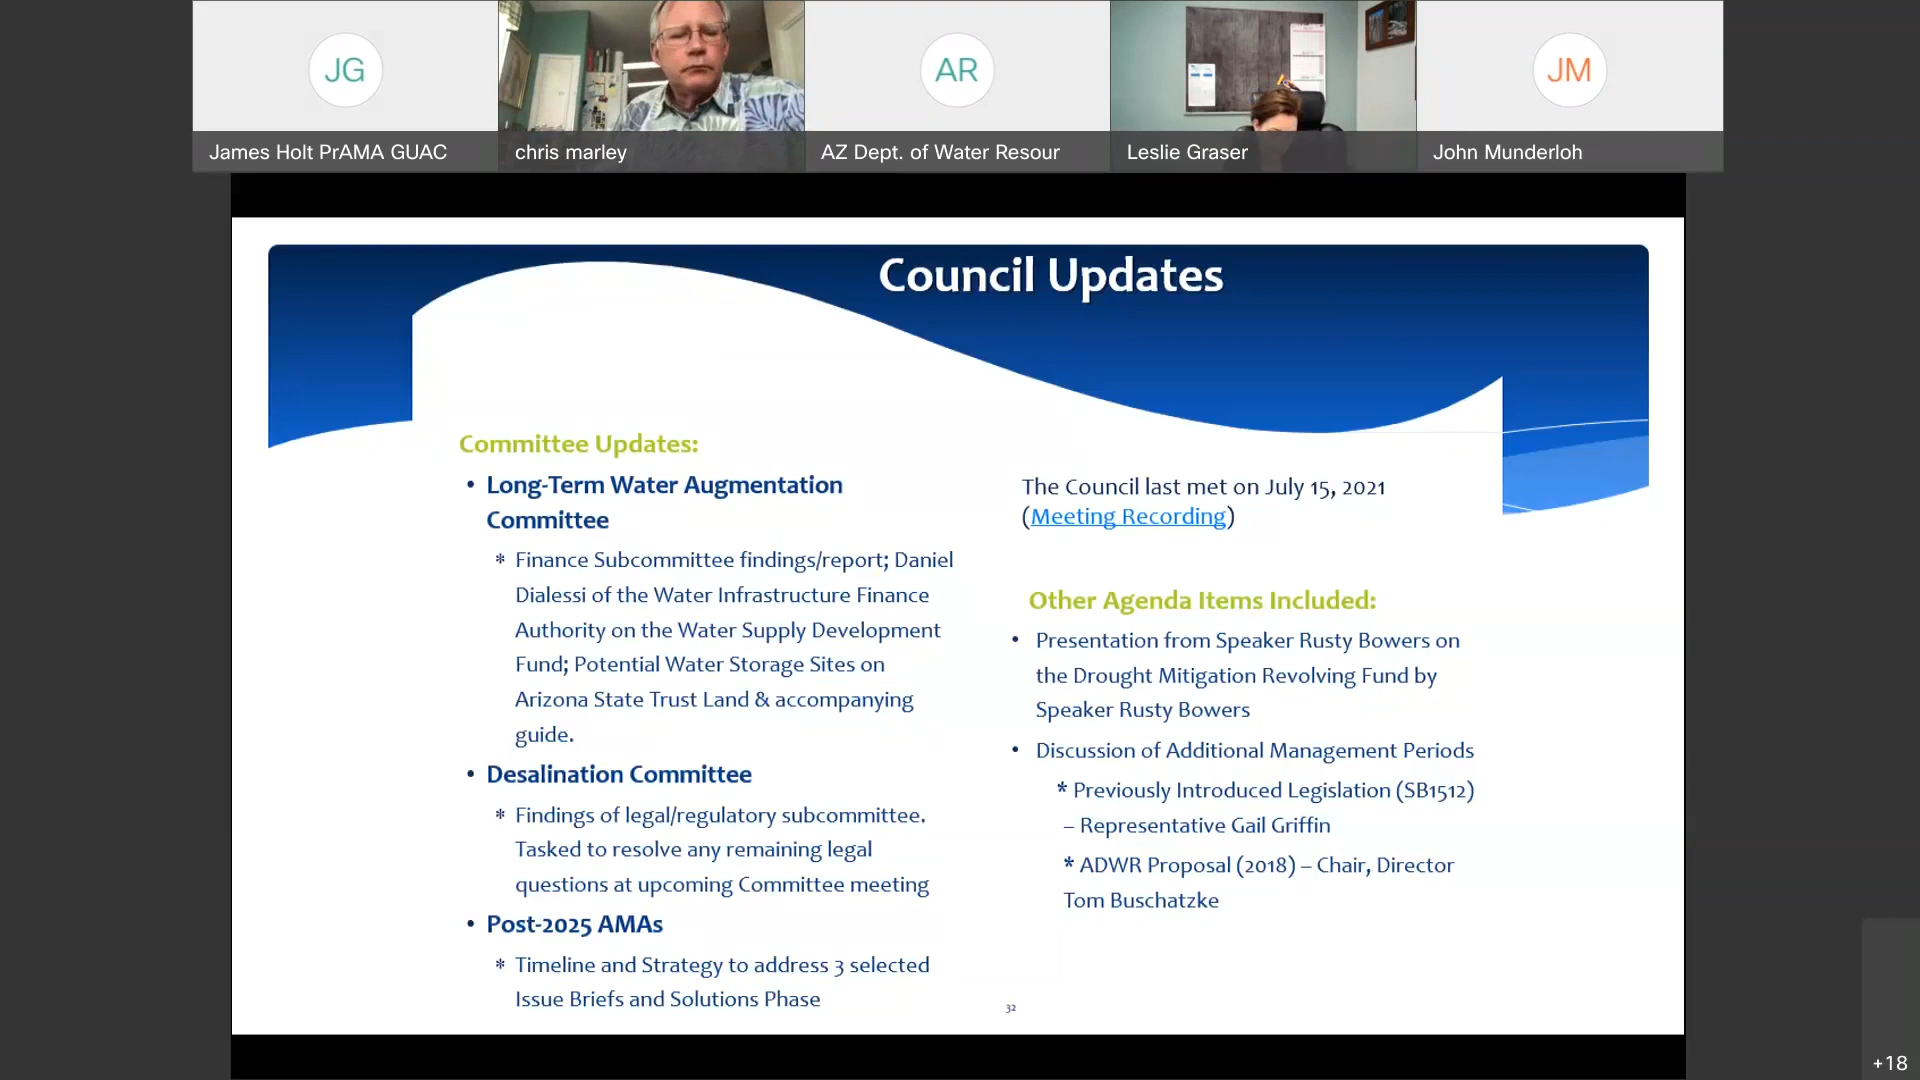 JG
AR
JM
James Holt PrAMA GUAC
chris marley
AZ Dept. of Water Resour
Leslie Graser
John Munderloh
Council Updates
Committee Updates:
• Long-Term Water Augmentation
Committee
* Finance Subcommittee findings/report; Daniel
Dialessi of the Water Infrastructure Finance
Authority on the Water Supply Development
Fund; Potential Water Storage Sites on
Arizona State Trust Land & accompanying
guide.
• Desalination Committee
* Findings of legal/regulatory subcommittee.
Tasked to resolve any remaining legal
questions at upcoming Committee meeting
• Post-2025 AMAs
* Timeline and Strategy to address 3 selected
Issue Briefs and Solutions Phase
The Council last met on July 15, 2021
(Meeting Recording)
Other Agenda Items Included:
• Presentation from Speaker Rusty Bowers on
the Drought Mitigation Revolving Fund by
Speaker Rusty Bowers
• Discussion of Additional Management Periods
* Previously Introduced Legislation (SB1512)
– Representative Gail Griffin
* ADWR Proposal (2018) – Chair, Director
Tom Buschatzke
32
+18